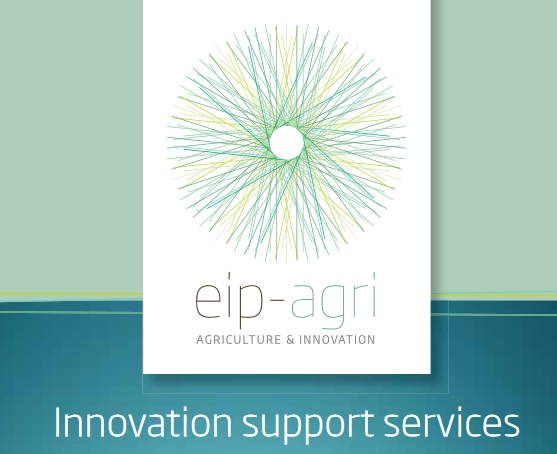 eip-agri
AGRICULTURE & INNOVATION
Innovation support services